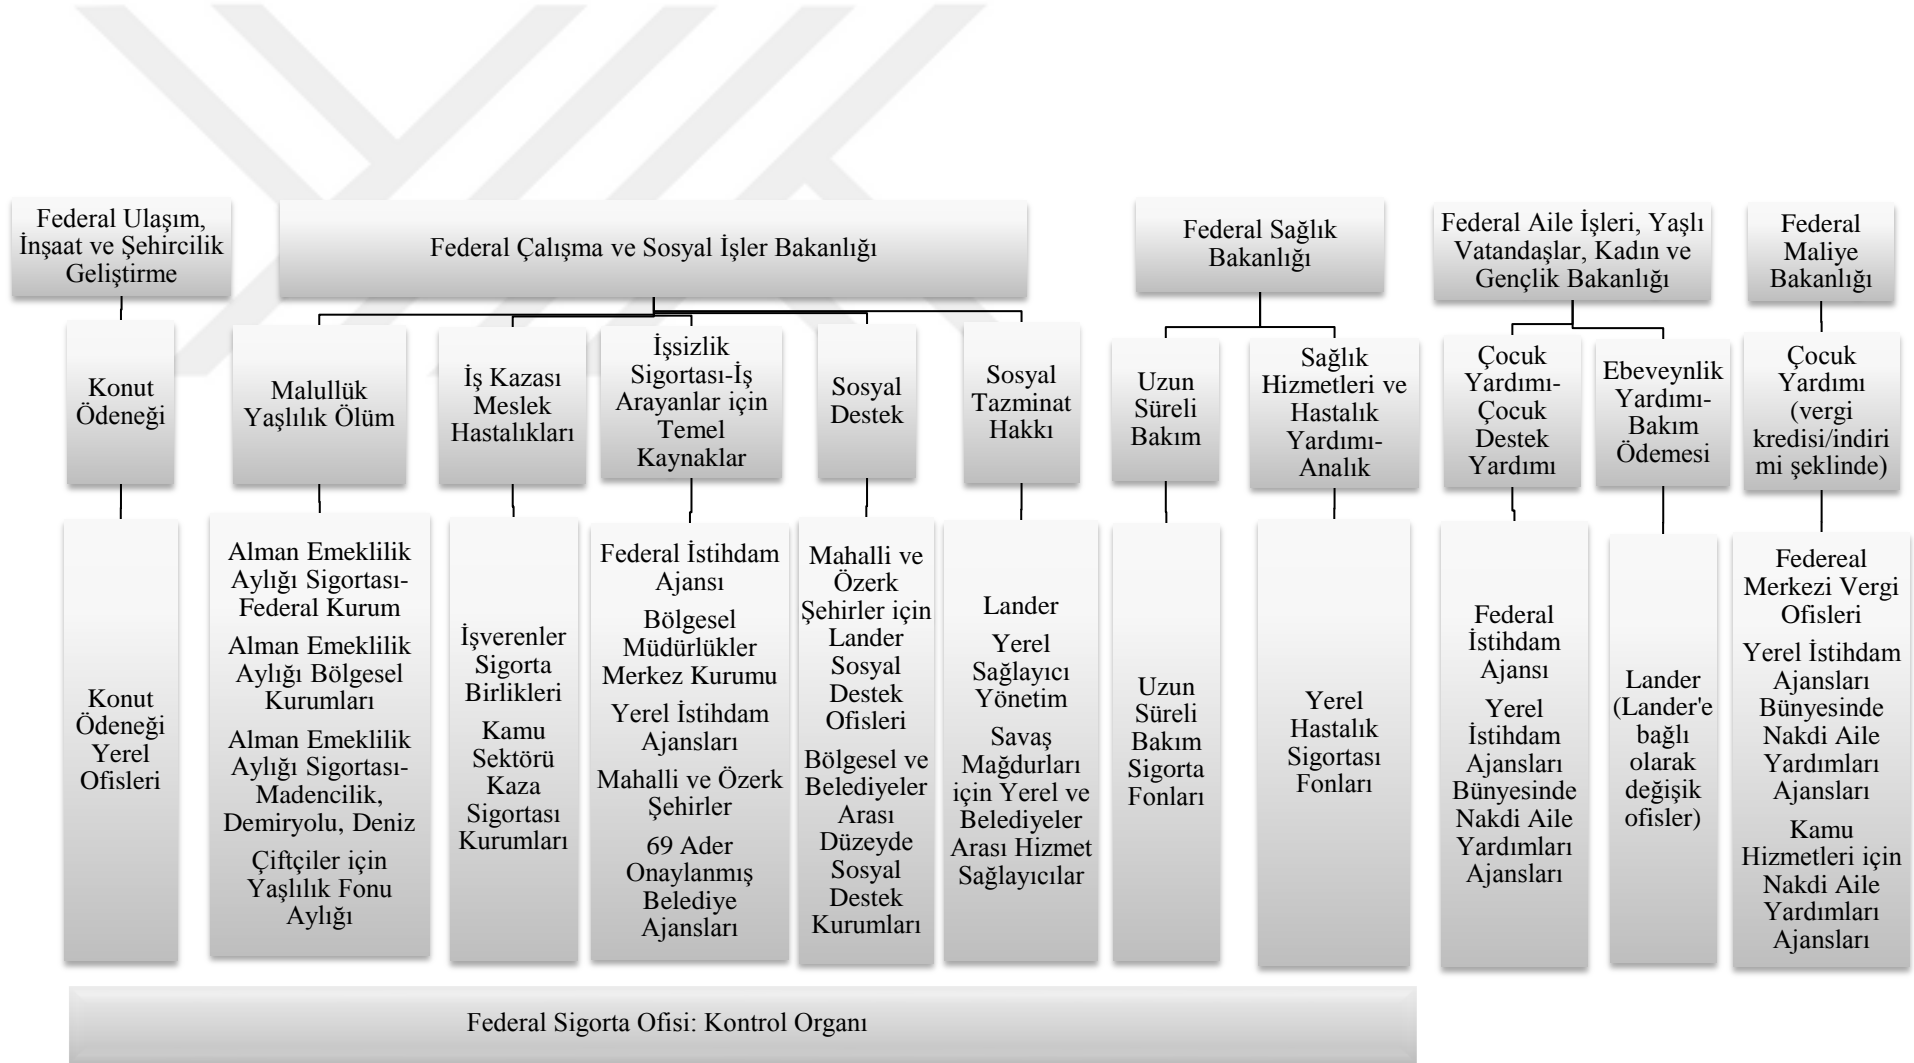 Federal Ulaşım,
İnşaat ve Şehircilik
Geliştirme
Federal Çalışma ve Sosyal İşler Bakanlığı
Federal Sağlık
Bakanlığı
Federal Aile İşleri, Yaşlı
Vatandaşlar, Kadın ve
Gençlik Bakanlığı
Federal
Maliye
Bakanlığı
Konut
Ödeneği
Malullük
Yaşlılık Ölüm
İş Kazası
Meslek
Hastalıkları
İşsizlik
Sigortası-İş
Arayanlar için
Temel
Kaynaklar
Sosyal
Destek
Sosyal
Tazminat
Hakkı
Uzun
Süreli
Bakım
Sağlık
Hizmetleri ve
Hastalık
Yardımı-
Analık
Çocuk
Yardımı-
Çocuk
Destek
Yardımı
Ebeveynlik
Yardımı-
Bakım
Ödemesi
Çocuk
Yardımı
(vergi
kredisi/indiri
mi şeklinde)
Konut
Ödeneği
Yerel
Ofisleri
Alman Emeklilik
Aylığı Sigortası-
Federal Kurum
Alman Emeklilik
Aylığı Bölgesel
Kurumları
Alman Emeklilik
Aylığı Sigortası-
Madencilik,
Demiryolu, Deniz
Çiftçiler için
Yaşlılık Fonu
Aylığı
İşverenler
Sigorta
Birlikleri
Kamu
Sektörü
Kaza
Sigortası
Kurumları
Federal İstihdam
Ajansı
Bölgesel
Müdürlükler
Merkez Kurumu
Yerel İstihdam
Ajansları
Mahalli ve Özerk
Şehirler
69 Ader
Onaylanmış
Belediye
Ajansları
Mahalli ve
Özerk
Şehirler için
Lander
Sosyal
Destek
Ofisleri
Bölgesel ve
Belediyeler
Arası
Düzeyde
Sosyal
Destek
Kurumları
Lander
Yerel
Sağlayıcı
Yönetim
Savaş
Mağdurları
için Yerel ve
Belediyeler
Arası Hizmet
Sağlayıcılar
Uzun
Süreli
Bakım
Sigorta
Fonları
Yerel
Hastalık
Sigortası
Fonları
Federal
İstihdam
Ajansı
Yerel
İstihdam
Ajansları
Bünyesinde
Nakdi Aile
Yardımları
Ajansları
Lander
(Lander'e
bağlı
olarak
değişik
ofisler)
Federeal
Merkezi Vergi
Ofisleri
Yerel İstihdam
Ajansları
Bünyesinde
Nakdi Aile
Yardımları
Ajansları
Kamu
Hizmetleri için
Nakdi Aile
Yardımları
Ajansları
Federal Sigorta Ofisi: Kontrol Organı